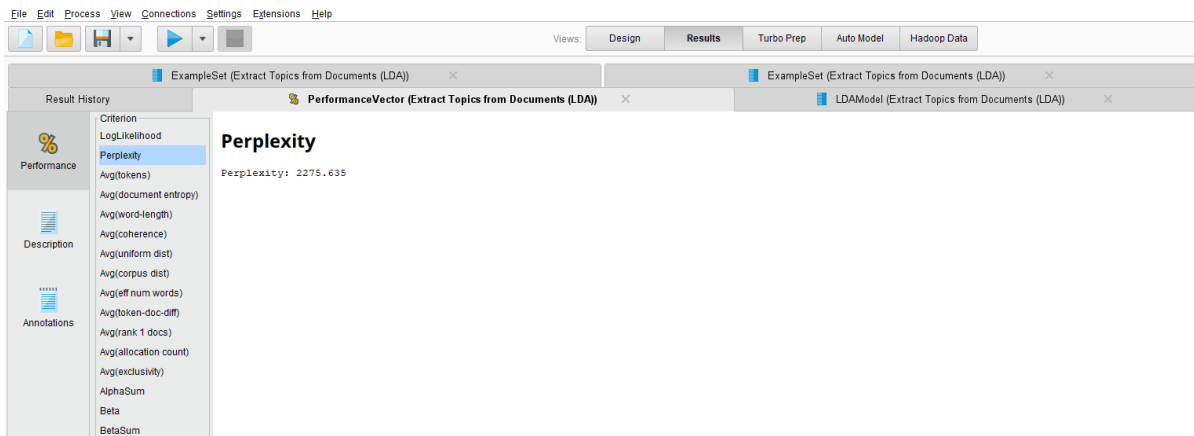 File Edit Process View Connections Settings Extensions Help
Views: Design Results Turbo Prep Auto Model Hadoop Data
ExampleSet (Extract Topics from Documents (LDA)) ExampleSet (Extract Topics from Documents (LDA))
Result History PerformanceVector (Extract Topics from Documents (LDA)) LDAModel (Extract Topics from Documents (LDA))
%
Performance
Description
Annotations
Criterion
LogLikelihood
Perplexity
Avg(tokens)
Avg(document entropy)
Avg(word-length)
Avg(coherence)
Avg(uniform dist)
Avg(corpus dist)
Avg(eff num words)
Avg(token-doc-diff)
Avg(rank 1 docs)
Avg(allocation count)
Avg(exclusivity)
AlphaSum
Beta
BetaSum
Perplexity
Perplexity: 2275.635